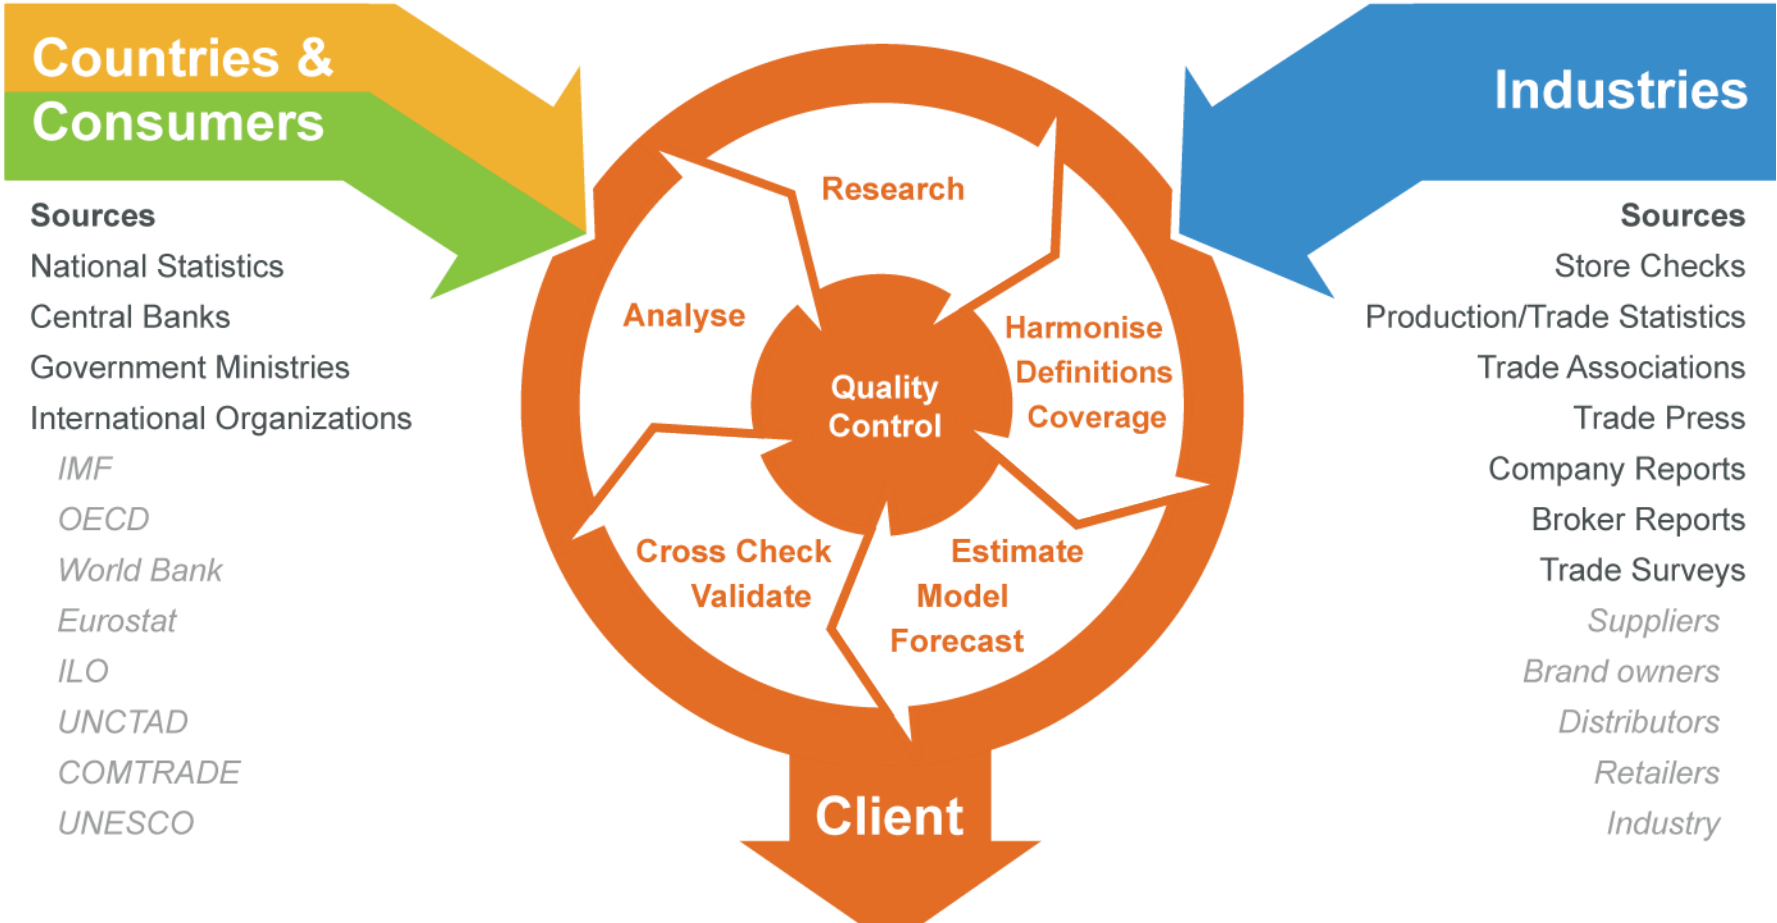 Countries &
Consumers
Sources
National Statistics
Central Banks
Government Ministries
International Organizations
IMF
OECD
World Bank
Eurostat
ILO
UNCTAD
COMTRADE
UNESCO
Research
Harmonise
Definitions
Coverage
Estimate
Model
Forecast
Cross Check
Validate
Analyse
Quality
Control
Client
Industries
Sources
Store Checks
Production/Trade Statistics
Trade Associations
Trade Press
Company Reports
Broker Reports
Trade Surveys
Suppliers
Brand owners
Distributors
Retailers
Industry